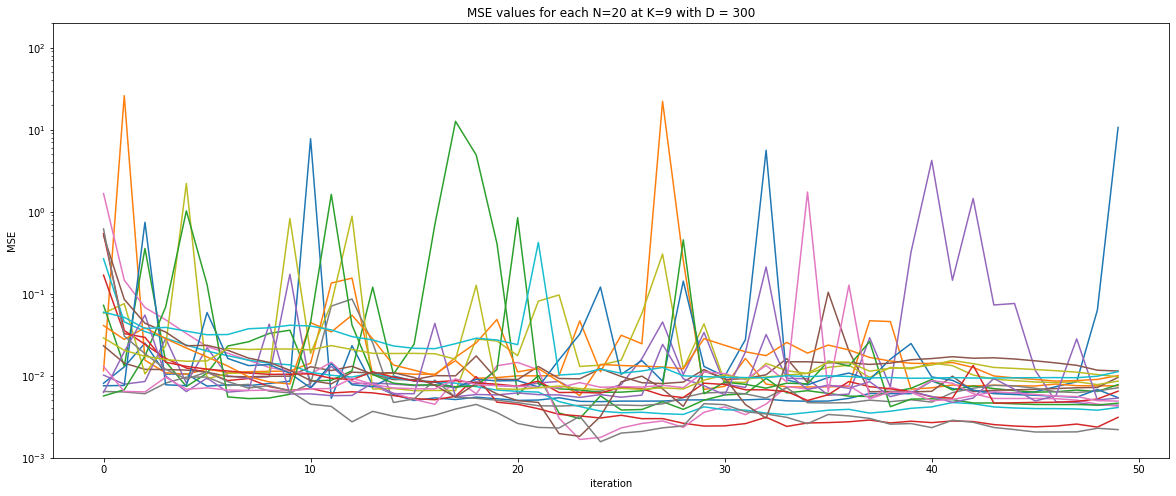 MSE values for each N=20 at K=9 with D = 300
MSE
10²
10¹
10⁰
10⁻¹
10⁻²
10⁻³
0 10 20 30 40 50
iteration